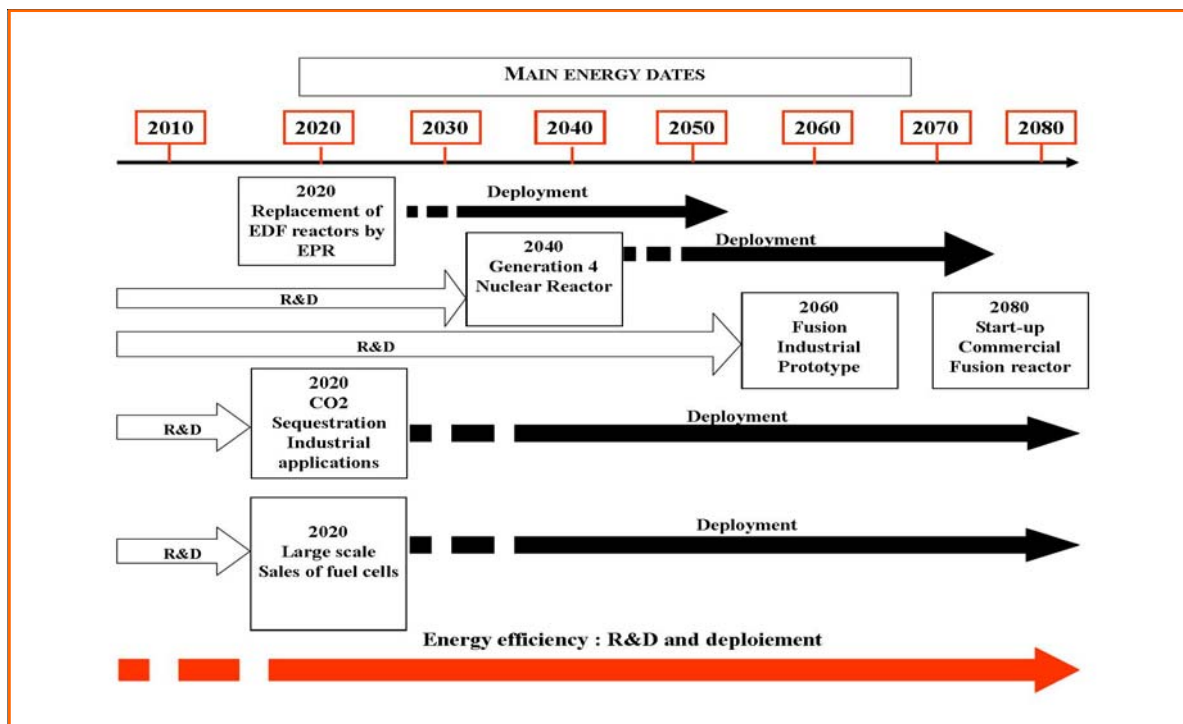 MAIN ENERGY DATES
2010 2020 2030 2040 2050 2060 2070 2080
2020
Replacement of
EDF reactors by
EPR
Deployment
2040
Generation 4
Nuclear Reactor
Deployment
R&D
R&D
2060
Fusion
Industrial
Prototype
2080
Start-up
Commercial
Fusion reactor
R&D
2020
CO2
Sequestration
Industrial
applications
Deployment
R&D
2020
Large scale
Sales of fuel cells
Deployment
Energy efficiency : R&D and deploiement